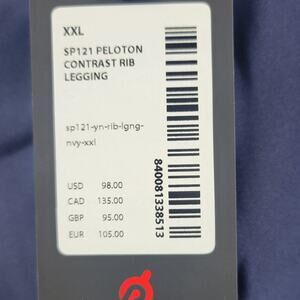 XXL
SP121 PELOTON
CONTRAST RIB
LEGGING
sp121-yn-rib-lgng-
nvy-xxl
USD 98.00
CAD 135.00
GBP 95.00
EUR 105.00
840081338513